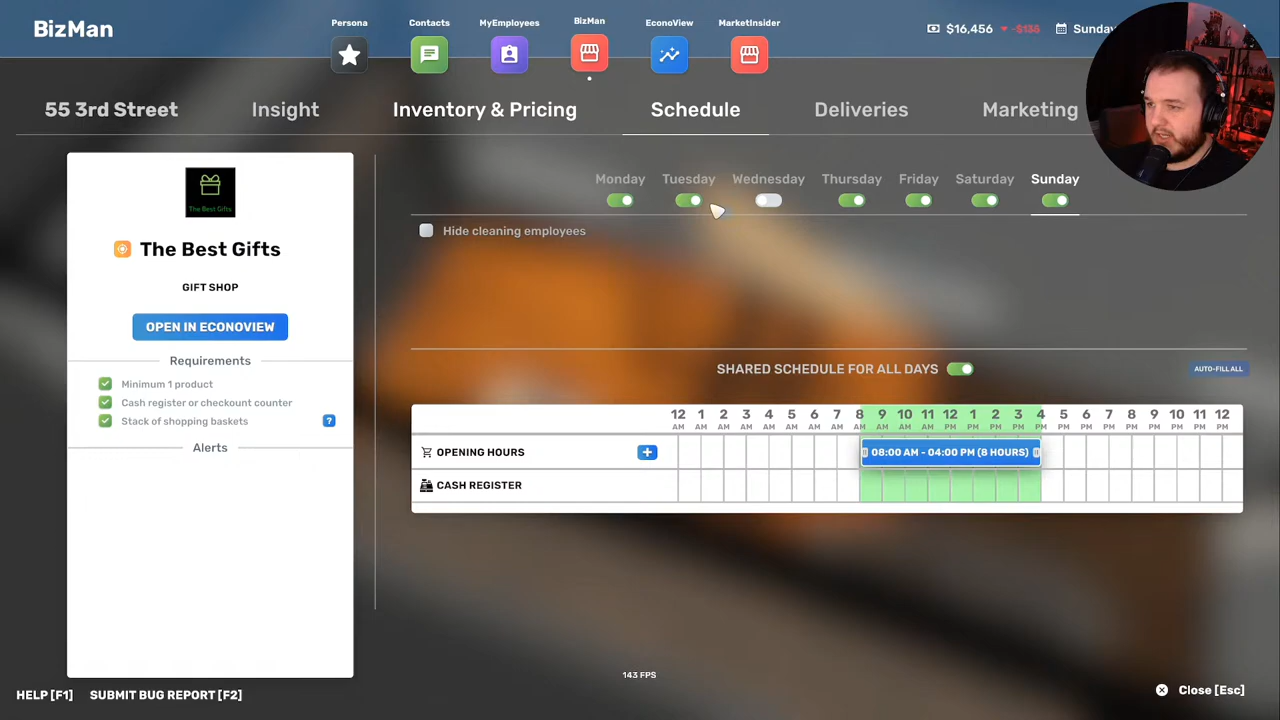 BizMan
Persona
Contacts
MyEmployees
BizMan
EconoView
MarketInsider
$16,456 -$135
Sunday
55 3rd Street
Insight
Inventory & Pricing
Schedule
Deliveries
Marketing
The Best Gifts
The Best Gifts
GIFT SHOP
OPEN IN ECONOVIEW
Requirements
Minimum 1 product
Cash register or checkount counter
Stack of shopping baskets
?
Alerts
Monday Tuesday Wednesday Thursday Friday Saturday Sunday
Hide cleaning employees
SHARED SCHEDULE FOR ALL DAYS
AUTO-FILL ALL
12 1 2 3 4 5 6 7 8 9 10 11 12 1 2 3 4 5 6 7 8 9 10 11 12
AM AM AM AM AM AM AM AM AM AM AM AM PM PM PM PM PM PM PM PM PM PM PM PM PM
OPENING HOURS
08:00 AM - 04:00 PM (8 HOURS)
CASH REGISTER
143 FPS
HELP [F1]
SUBMIT BUG REPORT [F2]
Close [Esc]